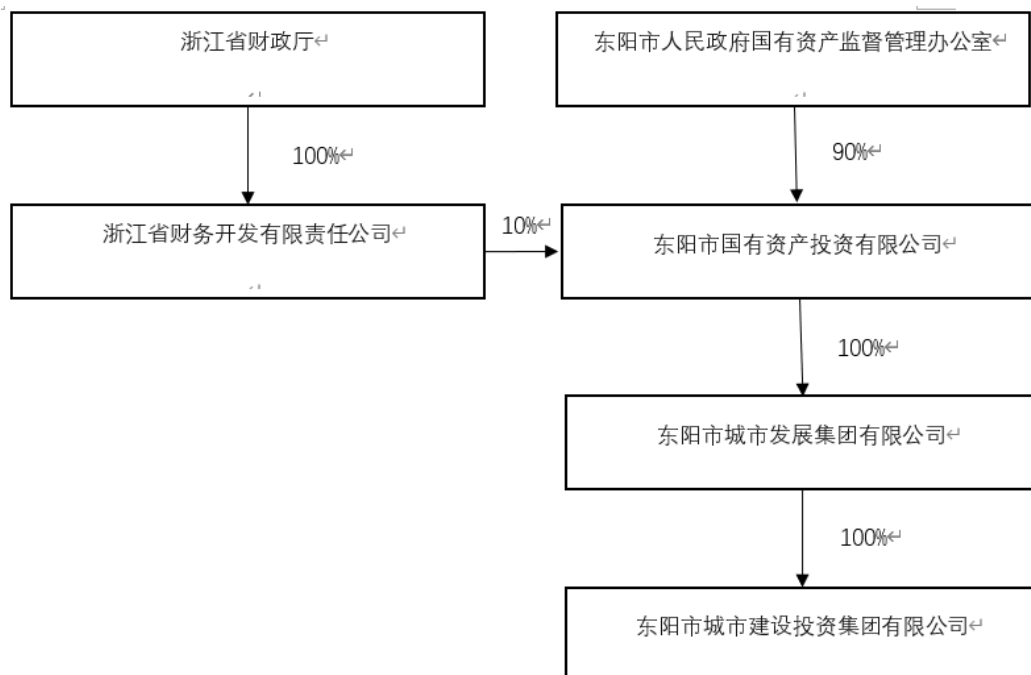 浙江省财政厅
东阳市人民政府国有资产监督管理办公室
100%
90%
浙江省财务开发有限责任公司
10%
东阳市国有资产投资有限公司
100%
东阳市城市发展集团有限公司
100%
东阳市城市建设投资集团有限公司